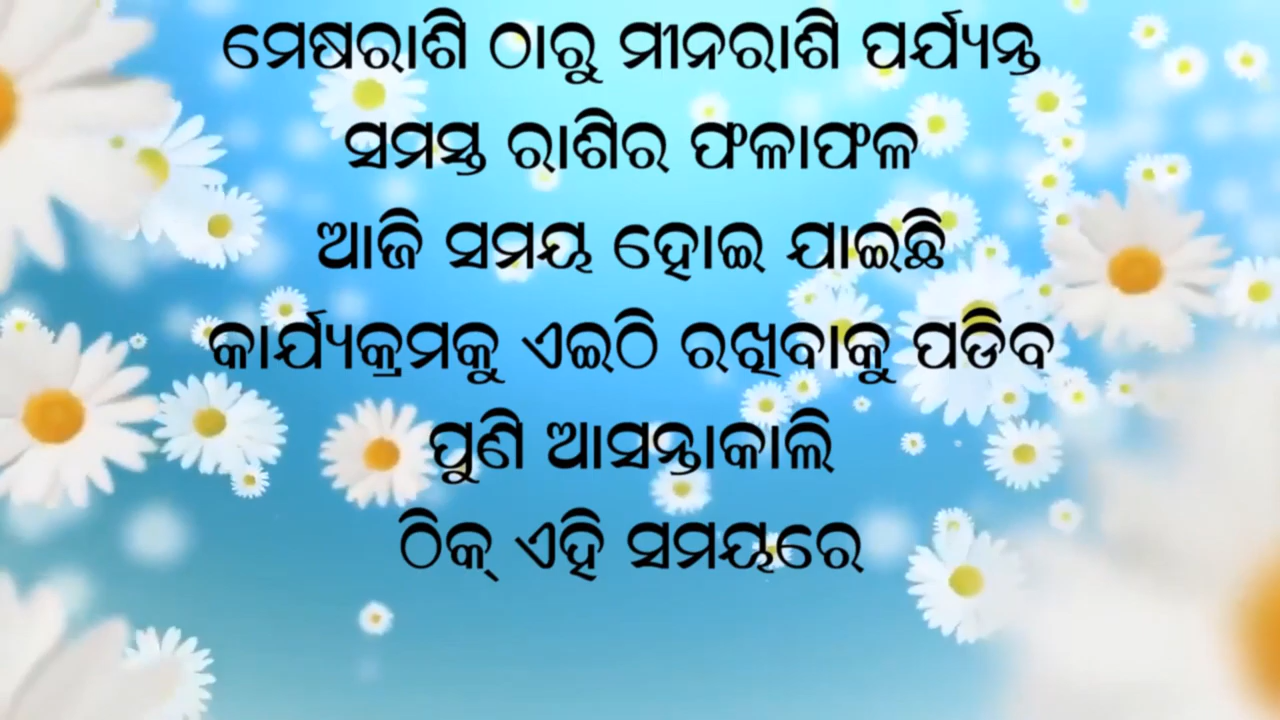 ମେଷରାଶି ଠାରୁ ମୀନରାଶି ପର୍ଯ୍ୟନ୍ତ
ସମସ୍ତ ରାଶିର ଫଳାଫଳ
ଆଜି ସମୟ ହୋଇ ଯାଇଛି
କାର୍ଯ୍ୟକ୍ରମକୁ ଏଇଠି ରଖିବାକୁ ପଡିବ
ପୁଣି ଆସନ୍ତାକାଲି
ଠିକ୍ ଏହି ସମୟରେ